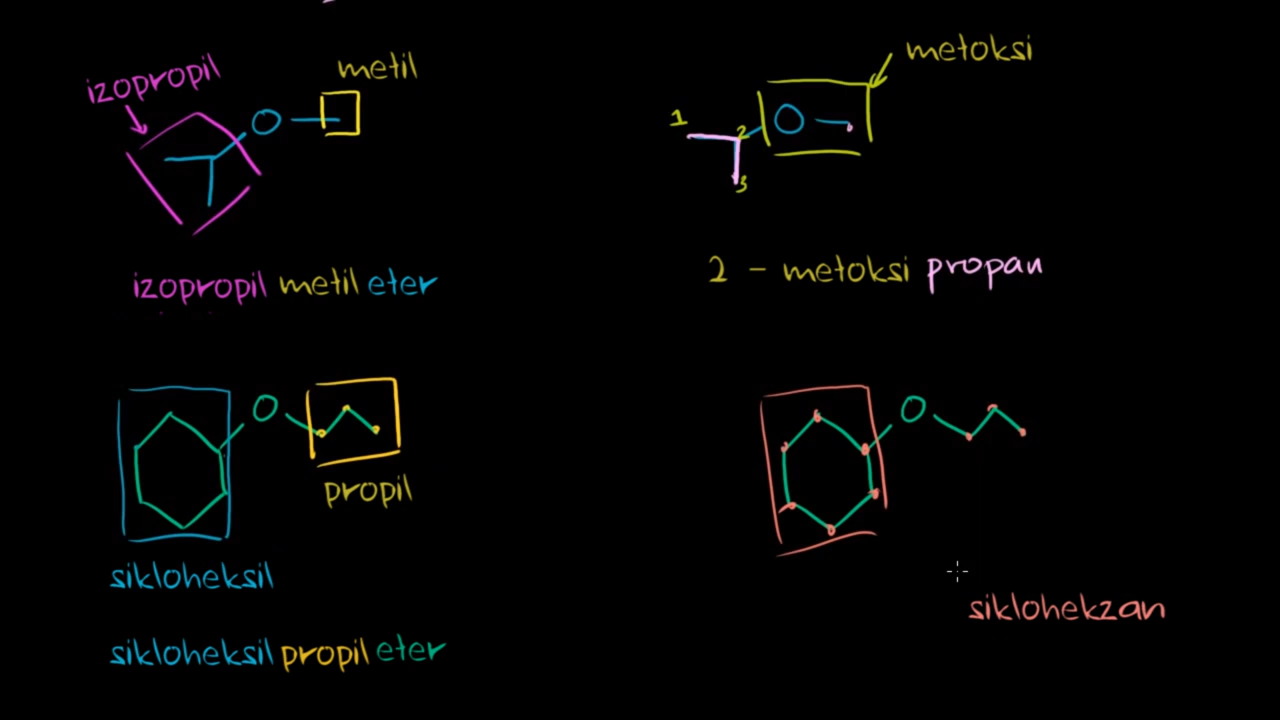 izopropil
metil
O
izopropil metil eter
metoksi
1
2
O
3
2 - metoksi propan
O
propil
sikloheksil
sikloheksil propil eter
O
siklohekzan